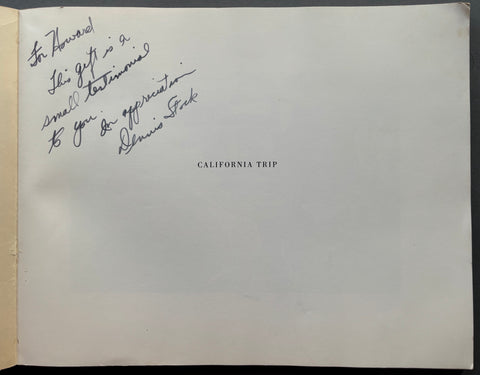 For Howard
This gift is a
small testimonial
to you.
In appreciation
Dennis Stock
CALIFORNIA TRIP